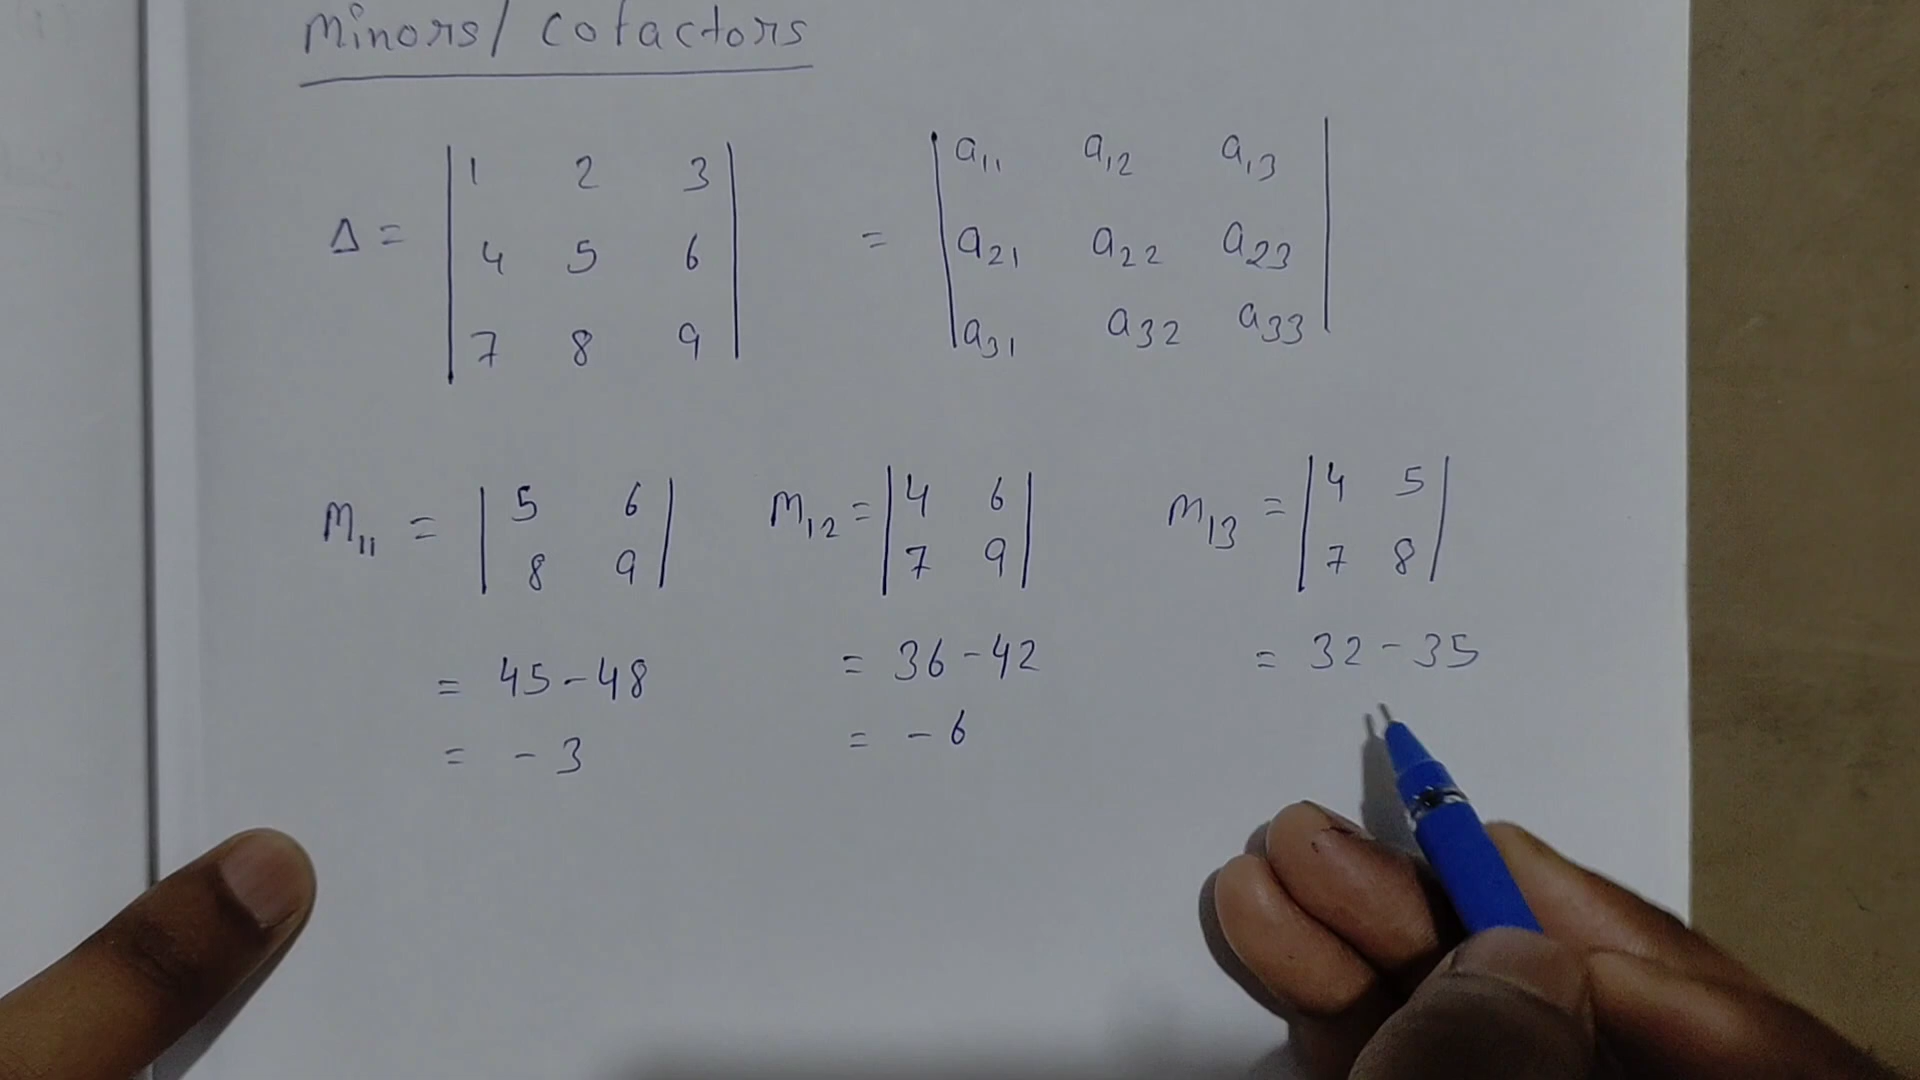 Minors/ cofactors
Δ = | 1 2 3 | = | a11 a12 a13 |
| 4 5 6 | | a21 a22 a23 |
| 7 8 9 | | a31 a32 a33 |
M11 = | 5 6 | M12 = | 4 6 | M13 = | 4 5 |
| 8 9 | | 7 9 | | 7 8 |
= 45 - 48 = 36 - 42 = 32 - 35
= - 3 = - 6